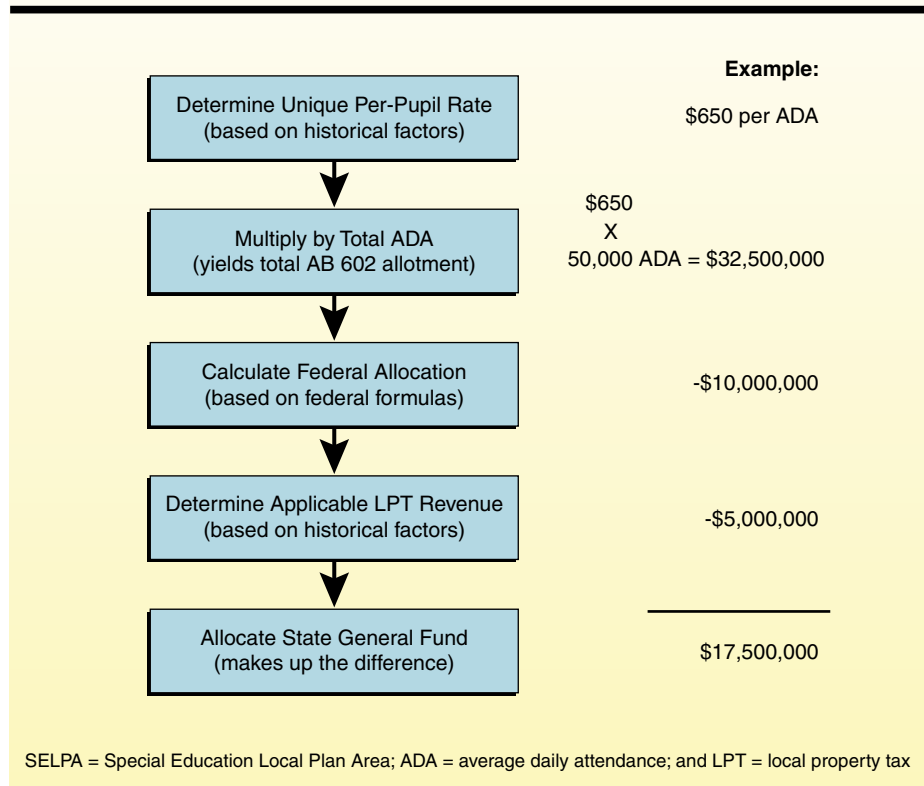 Example:
Determine Unique Per-Pupil Rate
(based on historical factors)
$650 per ADA
Multiply by Total ADA
(yields total AB 602 allotment)
$650
X
50,000 ADA = $32,500,000
Calculate Federal Allocation
(based on federal formulas)
-$10,000,000
Determine Applicable LPT Revenue
(based on historical factors)
-$5,000,000
Allocate State General Fund
(makes up the difference)
$17,500,000
SELPA = Special Education Local Plan Area; ADA = average daily attendance; and LPT = local property tax